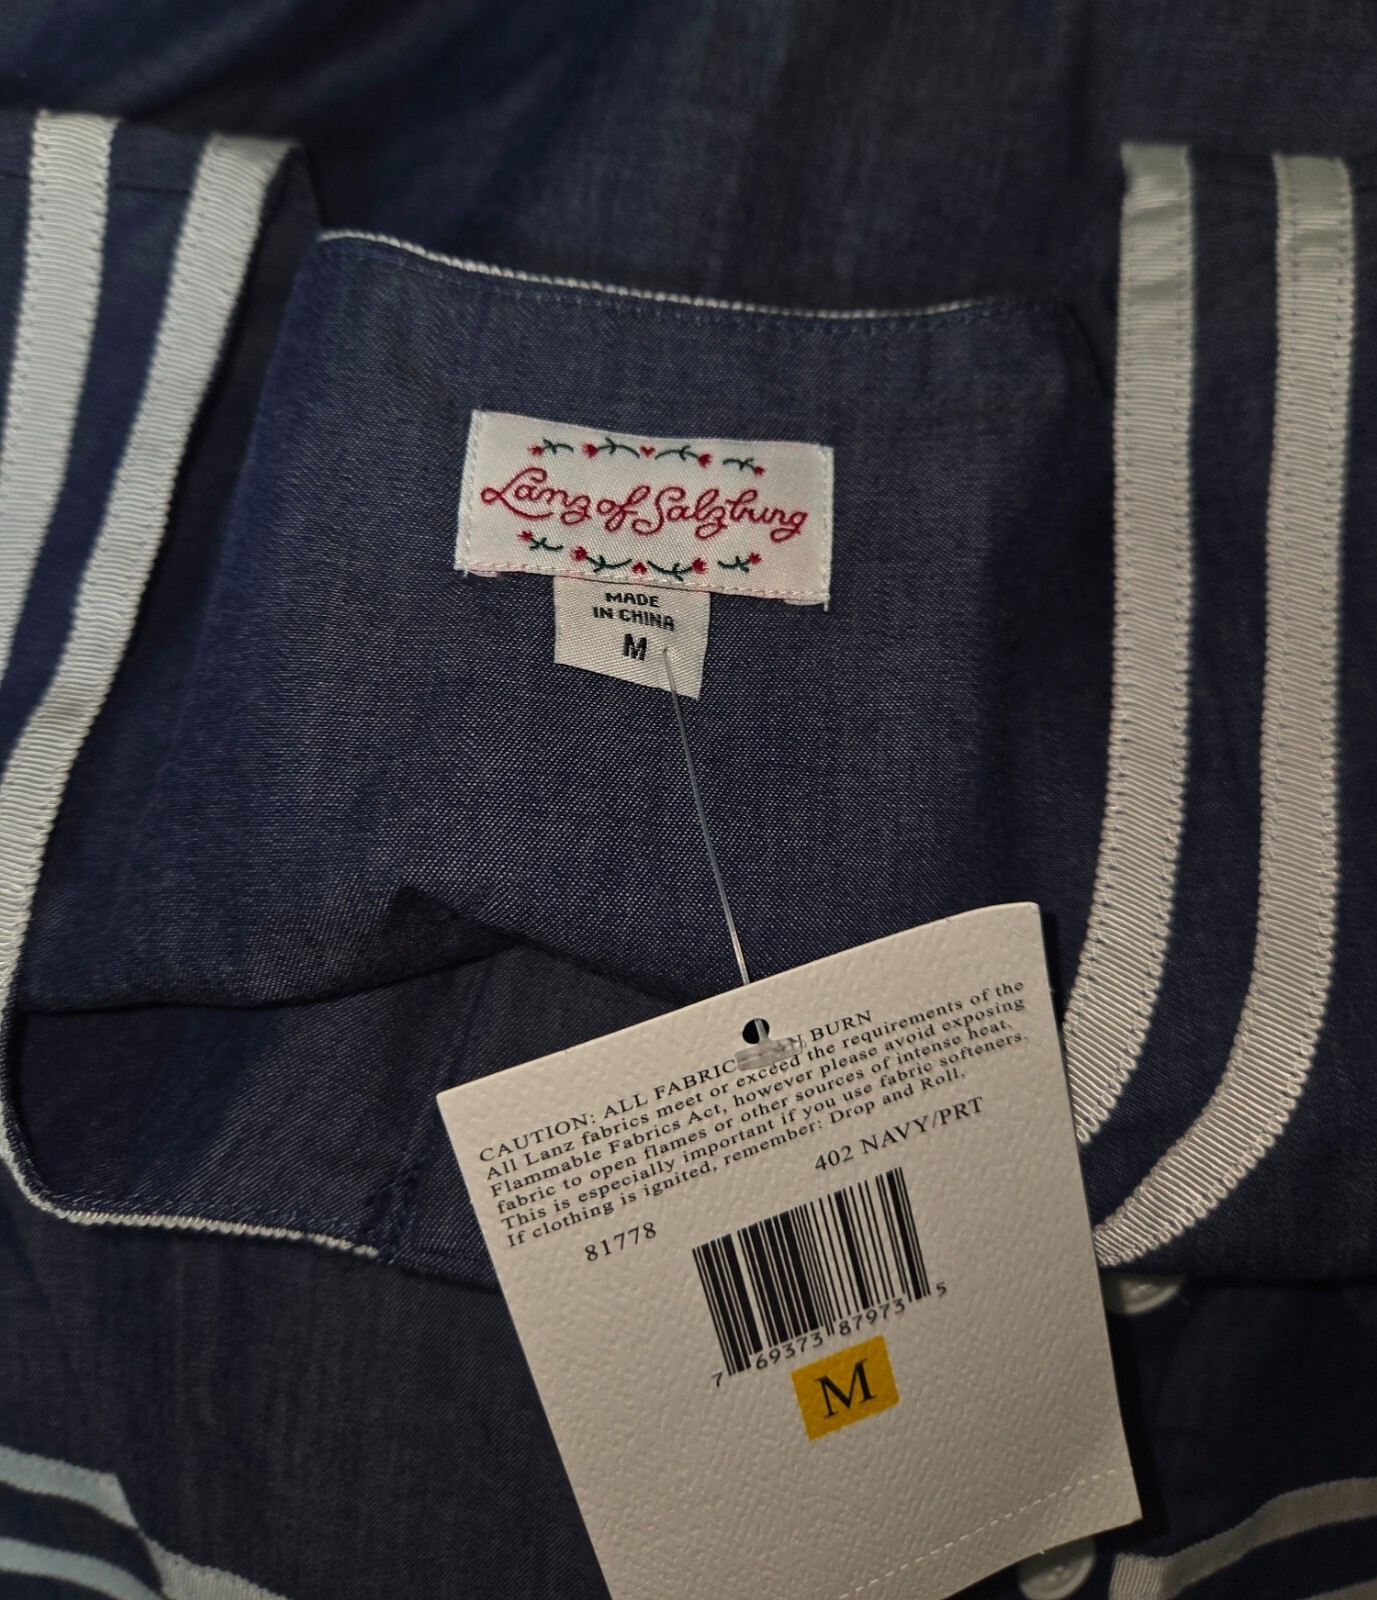 Lanz of Salzburg
MADE
IN CHINA
M
CAUTION: ALL FABRIC BURN
All Lanz fabrics meet or exceed the requirements of the
Flammable Fabrics Act, however please avoid exposing
fabric to open flames or other sources of intense heat.
This is especially important if you use fabric softeners.
If clothing is ignited, remember: Drop and Roll.
402 NAVY/PRT
81778
7 69373 87973 5
M